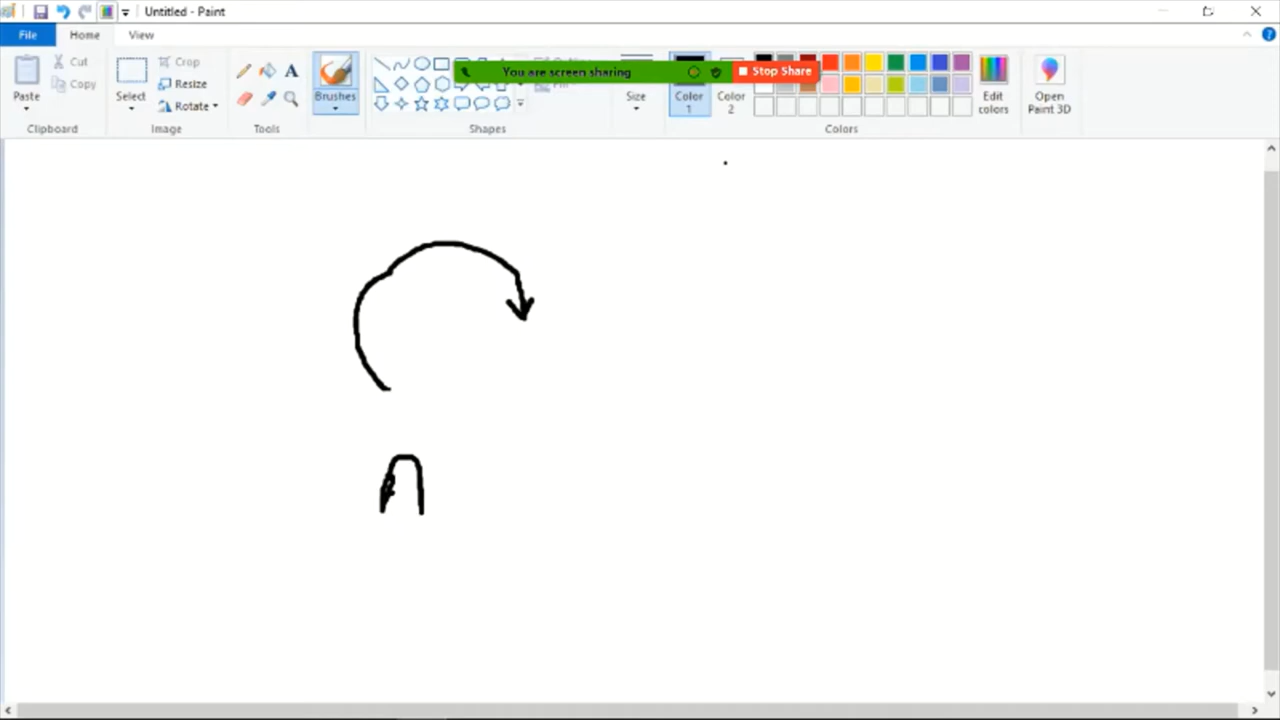 Untitled - Paint
File Home View
Paste Cut Copy Clipboard
Select Crop Resize Rotate Image
Tools
Brushes
Shapes
You are screen sharing Stop Share
Size
Color 1 Color 2 Colors
Edit colors
Open Paint 3D